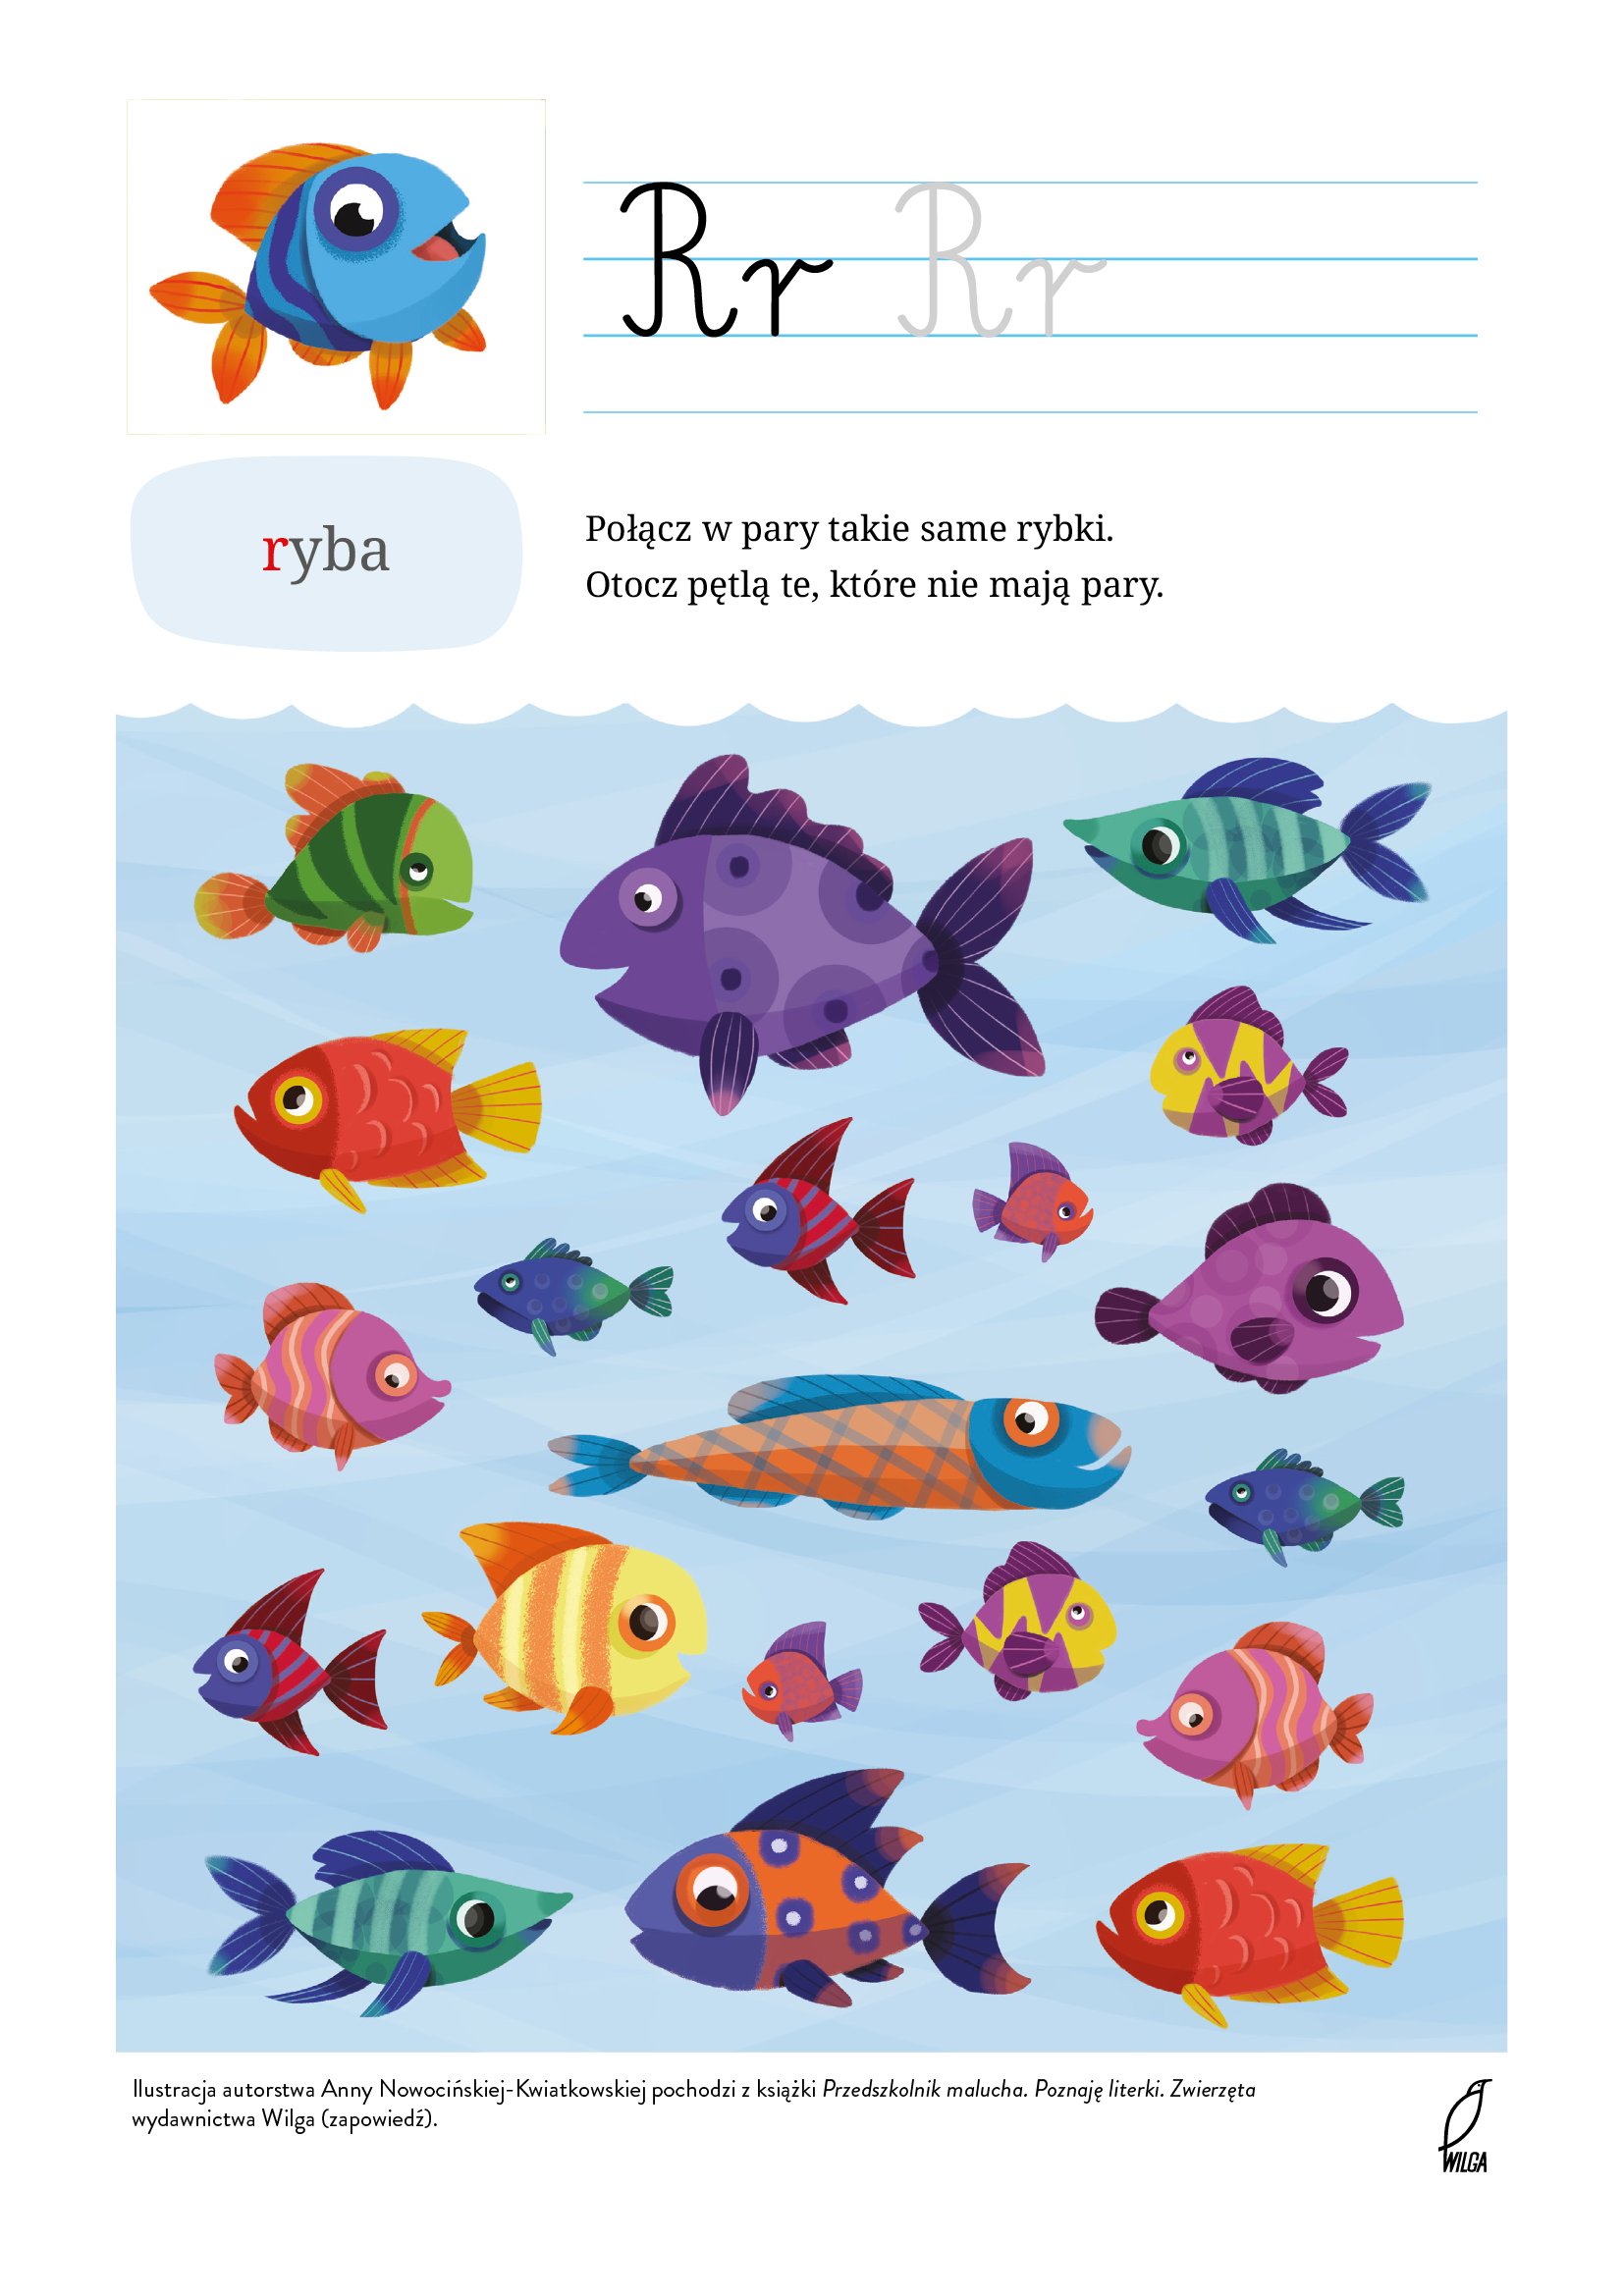 Rr Rr
ryba
Połącz w pary takie same rybki.
Otocz pętlą te, które nie mają pary.
Ilustracja autorstwa Anny Nowocińskiej-Kwiatkowskiej pochodzi z książki Przedszkolnik malucha. Poznaję literki. Zwierzęta
wydawnictwa Wilga (zapowiedź).
WILGA